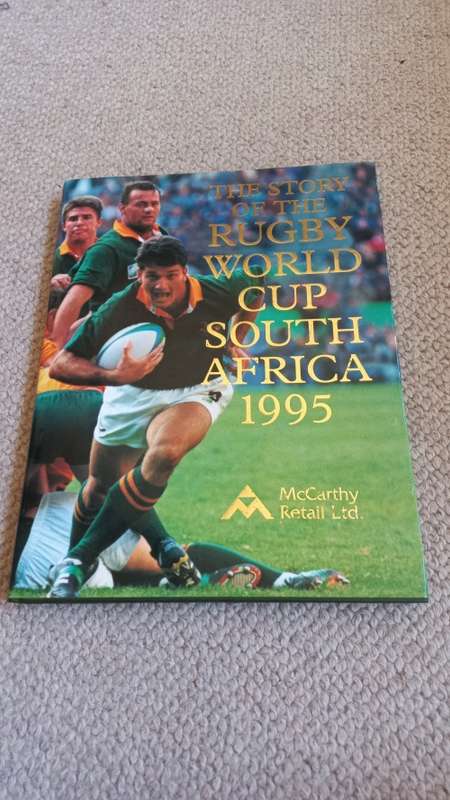 THE STORY
OF THE
RUGBY
WORLD
CUP
SOUTH
AFRICA
1995
McCarthy
Retail Ltd.